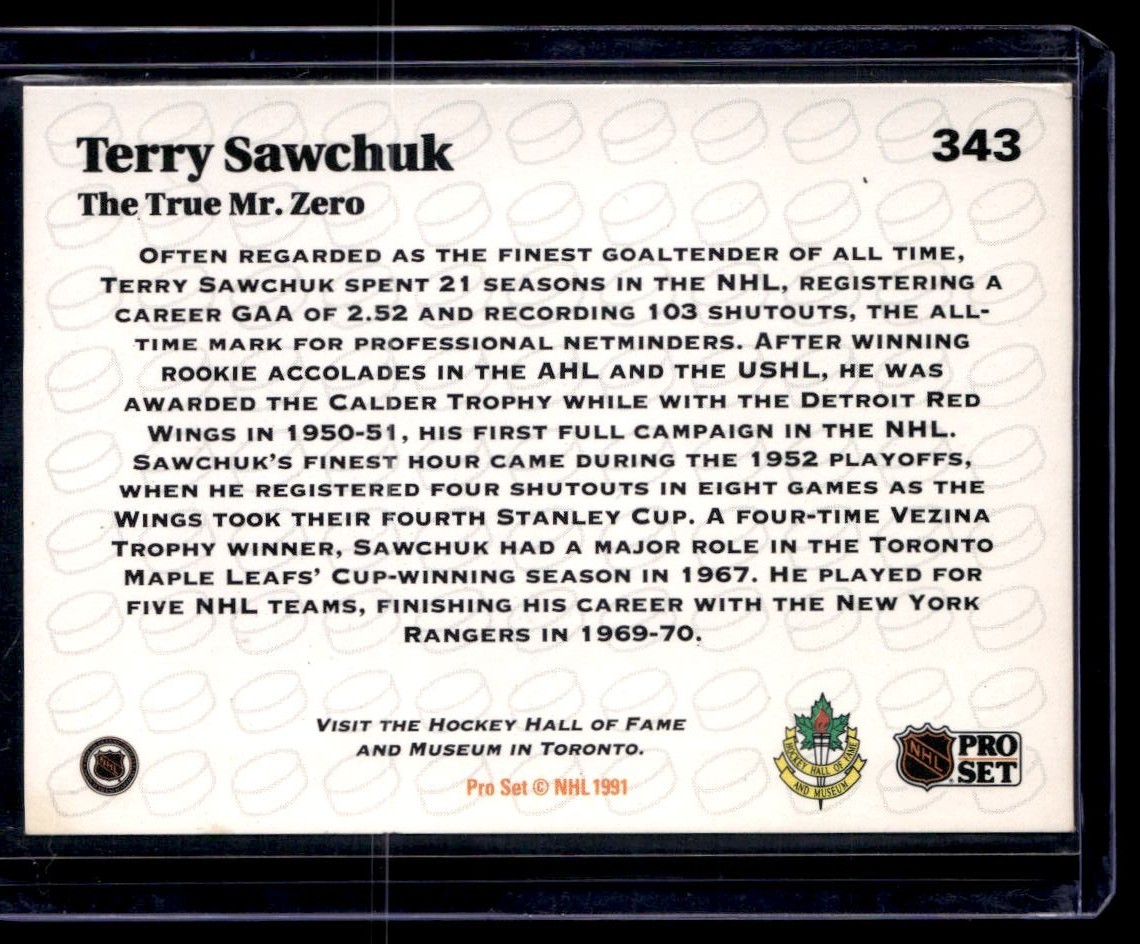 Terry Sawchuk
343
The True Mr. Zero
OFTEN REGARDED AS THE FINEST GOALTENDER OF ALL TIME,
TERRY SAWCHUK SPENT 21 SEASONS IN THE NHL, REGISTERING A
CAREER GAA OF 2.52 AND RECORDING 103 SHUTOUTS, THE ALL-
TIME MARK FOR PROFESSIONAL NETMINDERS. AFTER WINNING
ROOKIE ACCOLADES IN THE AHL AND THE USHL, HE WAS
AWARDED THE CALDER TROPHY WHILE WITH THE DETROIT RED
WINGS IN 1950-51, HIS FIRST FULL CAMPAIGN IN THE NHL.
SAWCHUK'S FINEST HOUR CAME DURING THE 1952 PLAYOFFS,
WHEN HE REGISTERED FOUR SHUTOUTS IN EIGHT GAMES AS THE
WINGS TOOK THEIR FOURTH STANLEY CUP. A FOUR-TIME VEZINA
TROPHY WINNER, SAWCHUK HAD A MAJOR ROLE IN THE TORONTO
MAPLE LEAFS' CUP-WINNING SEASON IN 1967. HE PLAYED FOR
FIVE NHL TEAMS, FINISHING HIS CAREER WITH THE NEW YORK
RANGERS IN 1969-70.
VISIT THE HOCKEY HALL OF FAME
AND MUSEUM IN TORONTO.
Pro Set © NHL 1991
NHL
HOCKEY HALL OF FAME
AND MUSEUM
NHL
PRO
SET